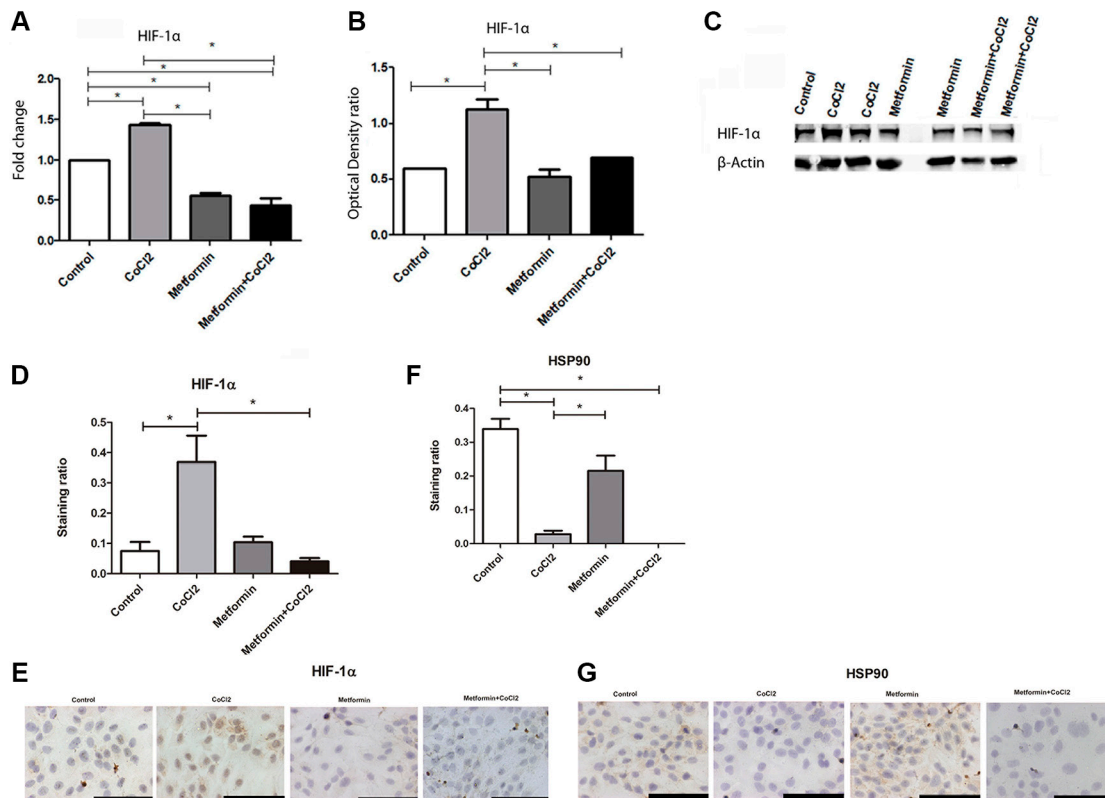 A
HIF-1α
Fold change
2.0
1.5
1.0
0.5
0.0
*
*
*
*
*
Control
CoCl2
Metformin
Metformin+CoCl2
B
HIF-1α
Optical Density ratio
1.5
1.0
0.5
0.0
*
*
*
Control
CoCl2
Metformin
Metformin+CoCl2
C
Control
CoCl2
CoCl2
Metformin
Metformin
Metformin+CoCl2
Metformin+CoCl2
HIF-1α
β-Actin
D
HIF-1α
Staining ratio
0.5
0.4
0.3
0.2
0.1
0.0
*
*
Control
CoCl2
Metformin
Metformin+CoCl2
F
HSP90
Staining ratio
0.4
0.3
0.2
0.1
0.0
*
*
*
Control
CoCl2
Metformin
Metformin+CoCl2
E
HIF-1α
Control
CoCl2
Metformin
Metformin+CoCl2
G
HSP90
Control
CoCl2
Metformin
Metformin+CoCl2